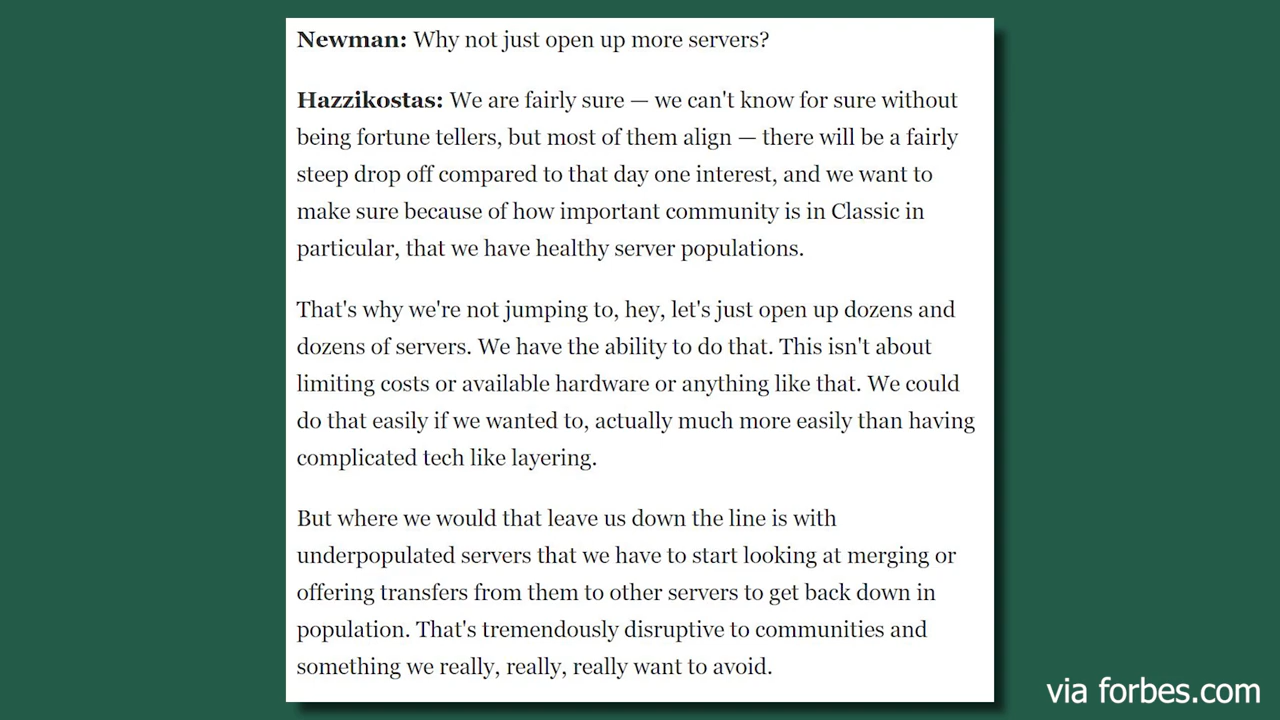 Newman: Why not just open up more servers?
Hazzikostas: We are fairly sure — we can't know for sure without
being fortune tellers, but most of them align — there will be a fairly
steep drop off compared to that day one interest, and we want to
make sure because of how important community is in Classic in
particular, that we have healthy server populations.
That's why we're not jumping to, hey, let's just open up dozens and
dozens of servers. We have the ability to do that. This isn't about
limiting costs or available hardware or anything like that. We could
do that easily if we wanted to, actually much more easily than having
complicated tech like layering.
But where we would that leave us down the line is with
underpopulated servers that we have to start looking at merging or
offering transfers from them to other servers to get back down in
population. That's tremendously disruptive to communities and
something we really, really, really want to avoid.
via forbes.com